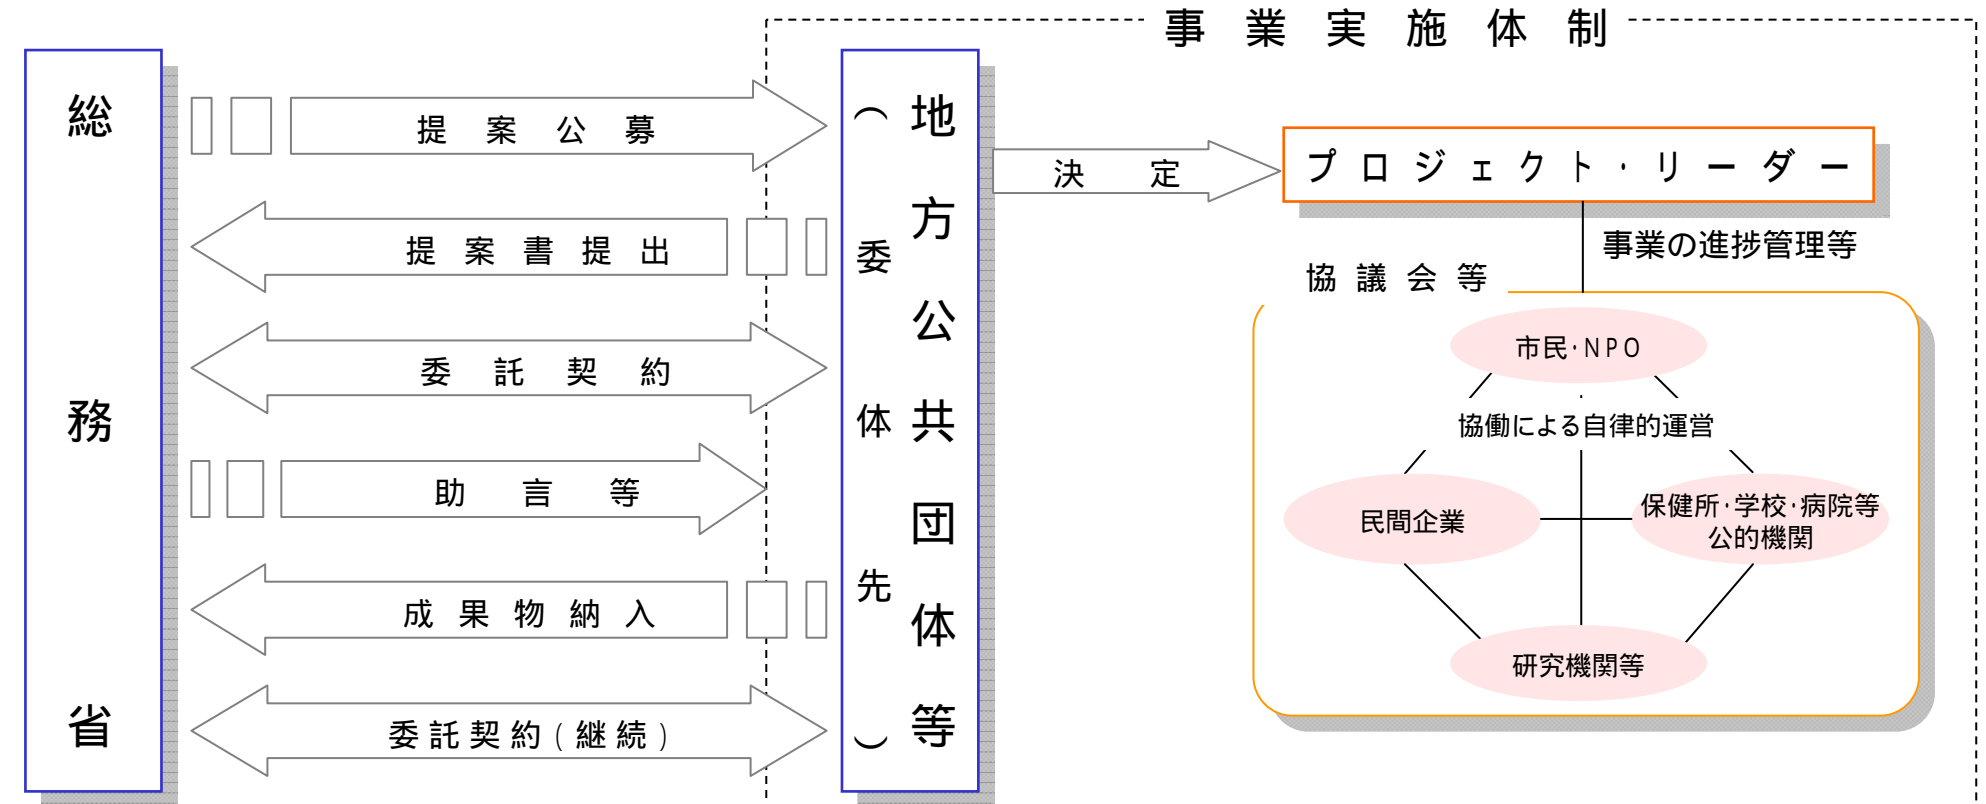 事業実施体制
総務省
提案公募
提案書提出
委託契約
助言等
成果物納入
委託契約(継続)
地方公共団体等
(委体先)
決定
プロジェクト・リーダー
事業の進捗管理等
協議会等
市民・NPO
協働による自律的運営
民間企業
保健所・学校・病院等
公的機関
研究機関等